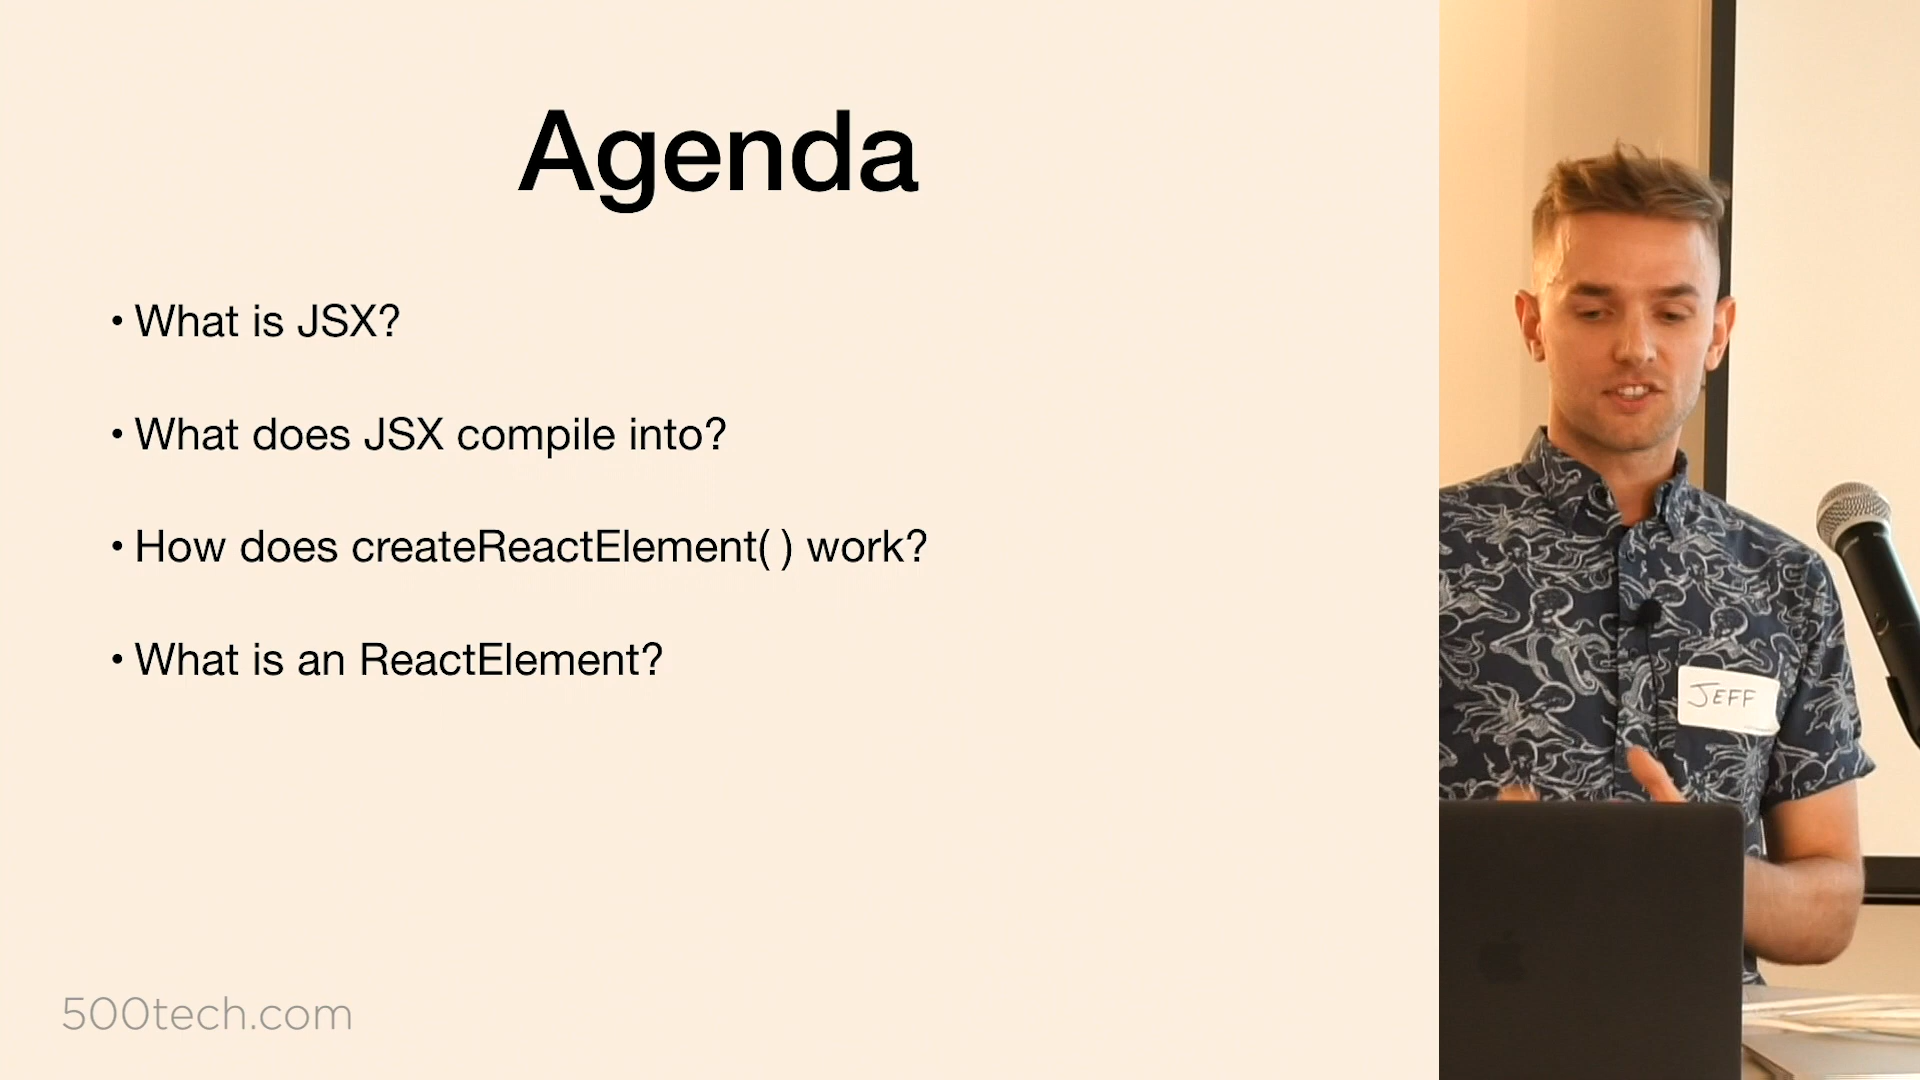 Agenda
• What is JSX?
• What does JSX compile into?
• How does createReactElement( ) work?
• What is an ReactElement?
JEFF
500tech.com